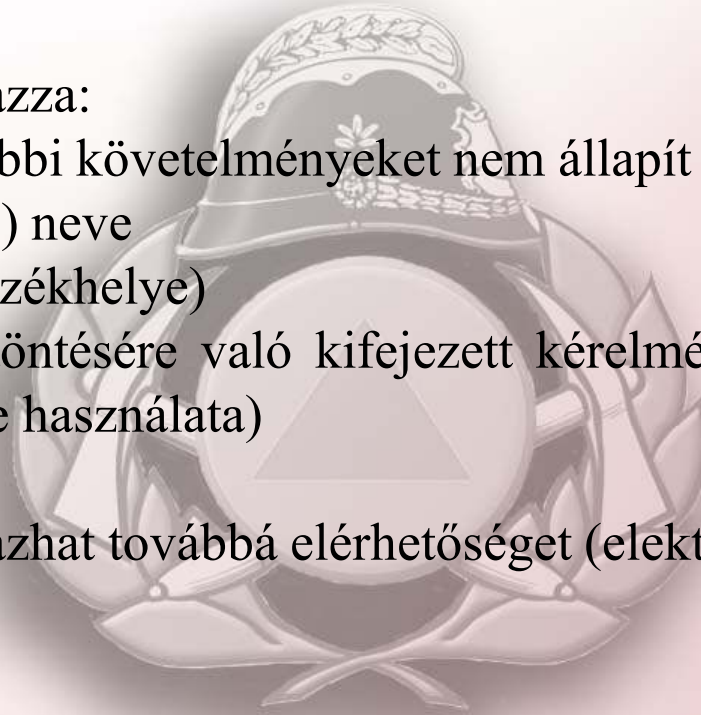 azza:
bbi követelményeket nem állapít
) neve
zékhelye)
öntésére való kifejezett kérelmé
e használata)
azhat továbbá elérhetőséget (elekt